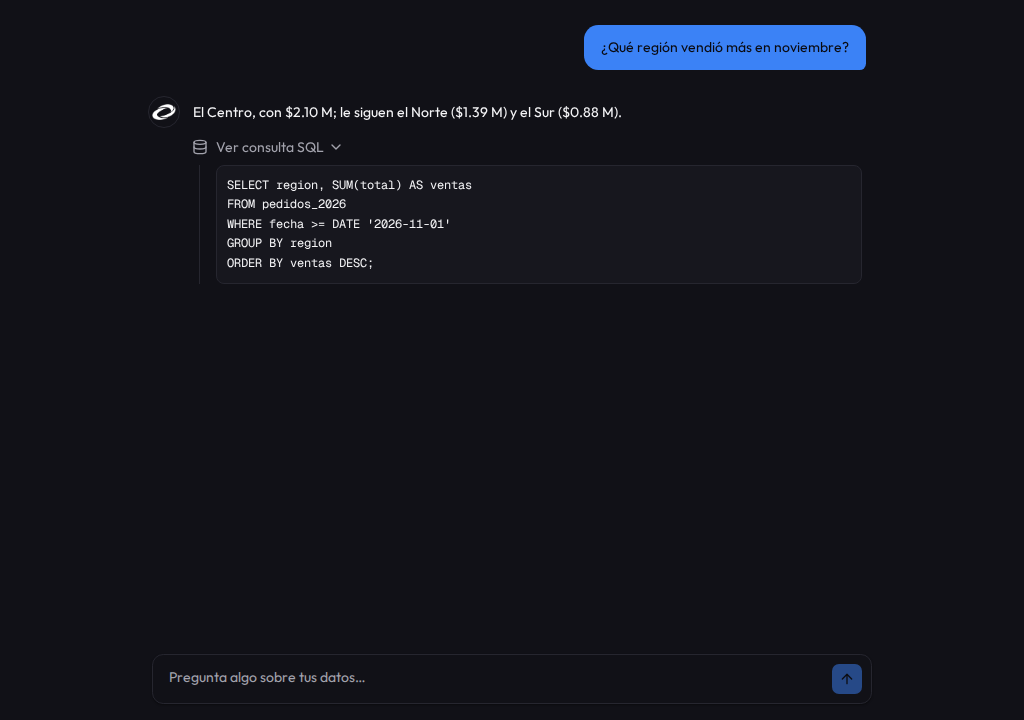 ¿Qué región vendió más en noviembre?
El Centro, con $2.10 M; le siguen el Norte ($1.39 M) y el Sur ($0.88 M).
Ver consulta SQL
SELECT region, SUM(total) AS ventas
FROM pedidos_2026
WHERE fecha >= DATE '2026-11-01'
GROUP BY region
ORDER BY ventas DESC;
Pregunta algo sobre tus datos…